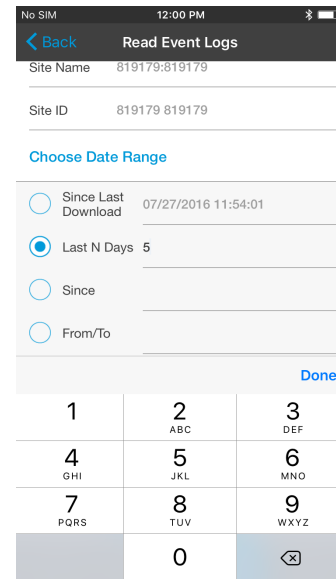 No SIM 12:00 PM
Back Read Event Logs
Site Name 819179:819179
Site ID 819179 819179
Choose Date Range
Since Last
Download 07/27/2016 11:54:01
Last N Days 5
Since
From/To
Done
1 2 3
ABC DEF
4 5 6
GHI JKL MNO
7 8 9
PQRS TUV WXYZ
0